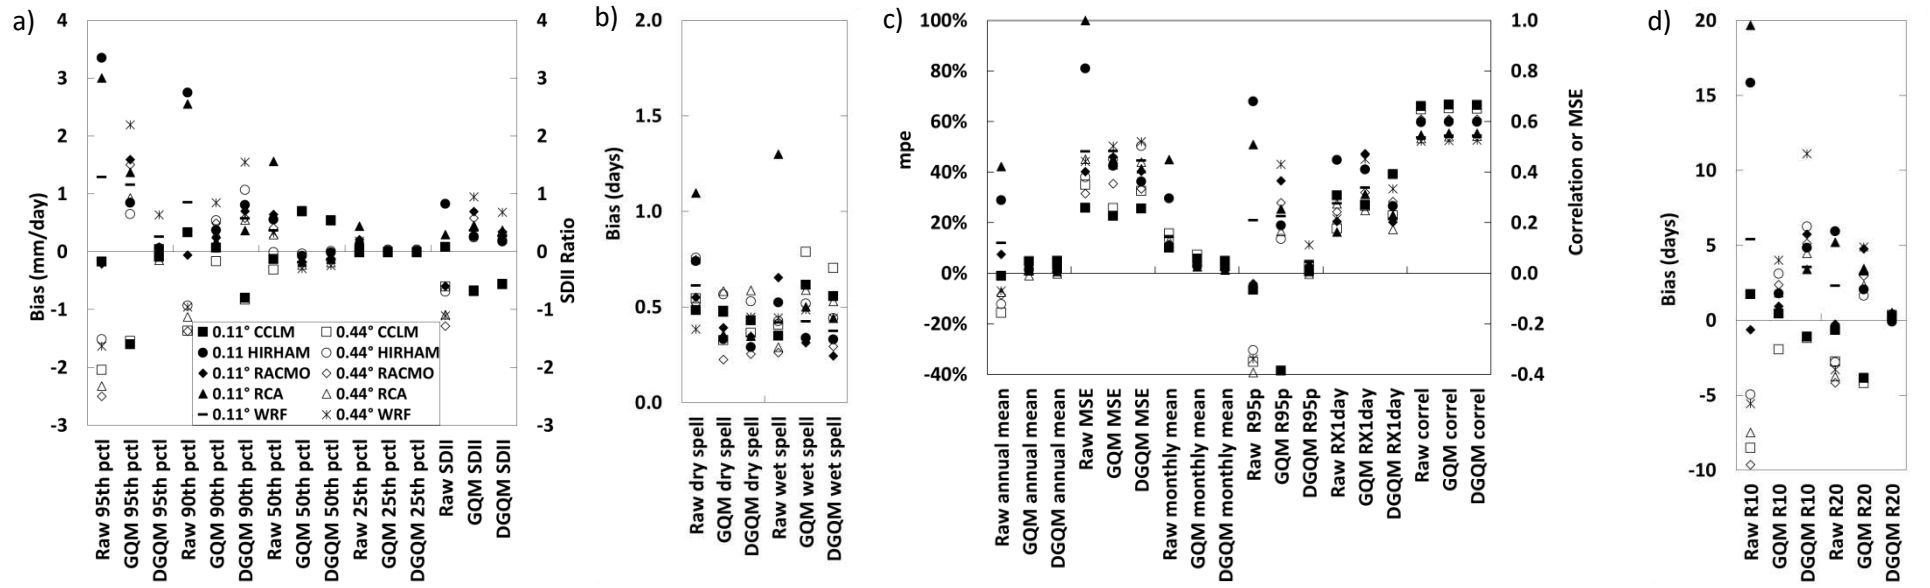 a)
4
3
2
1
0
-1
-2
-3
Bias (mm/day)
4
3
2
1
0
-1
-2
-3
SDII Ratio
0.11° CCLM
0.44° CCLM
0.11 HIRHAM
0.44° HIRHAM
0.11° RACMO
0.44° RACMO
0.11° RCA
0.44° RCA
0.11° WRF
0.44° WRF
Raw 95th pctl
GQM 95th pctl
DGQM 95th pctl
Raw 90th pctl
GQM 90th pctl
DGQM 90th pctl
Raw 50th pctl
GQM 50th pctl
DGQM 50th pctl
Raw 25th pctl
GQM 25th pctl
DGQM 25th pctl
Raw SDII
GQM SDII
DGQM SDII
b)
2.0
1.5
1.0
0.5
0.0
Bias (days)
Raw dry spell
GQM dry spell
DGQM dry spell
Raw wet spell
GQM wet spell
DGQM wet spell
c)
100%
80%
60%
40%
20%
0%
-20%
-40%
mpe
1.0
0.8
0.6
0.4
0.2
0.0
-0.2
-0.4
Correlation or MSE
Raw annual mean
GQM annual mean
DGQM annual mean
Raw MSE
GQM MSE
DGQM MSE
Raw monthly mean
GQM monthly mean
DGQM monthly mean
Raw R95p
GQM R95p
DGQM R95p
Raw RX1day
GQM RX1day
DGQM RX1day
Raw correl
GQM correl
DGQM correl
d)
20
15
10
5
0
-5
-10
Bias (days)
Raw R10
GQM R10
DGQM R10
Raw R20
GQM R20
DGQM R20